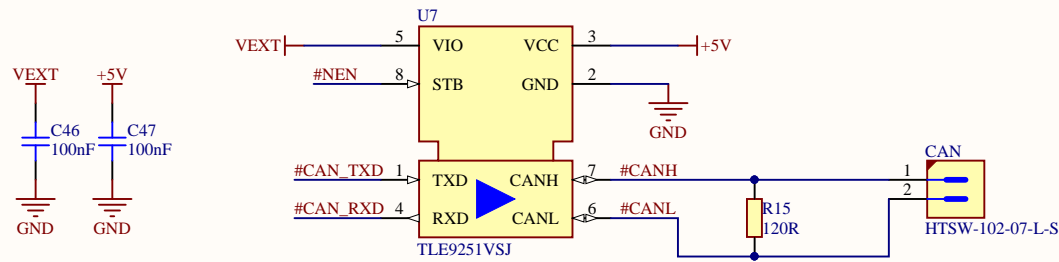 U7
VEXT
5
VIO
VCC
3
+5V
#NEN
8
STB
GND
2
GND
VEXT
+5V
C46
100nF
C47
100nF
GND
GND
#CAN_TXD
1
TXD
CANH
7
#CANH
#CAN_RXD
4
RXD
CANL
6
#CANL
TLE9251VSJ
R15
120R
CAN
1
2
HTSW-102-07-L-S